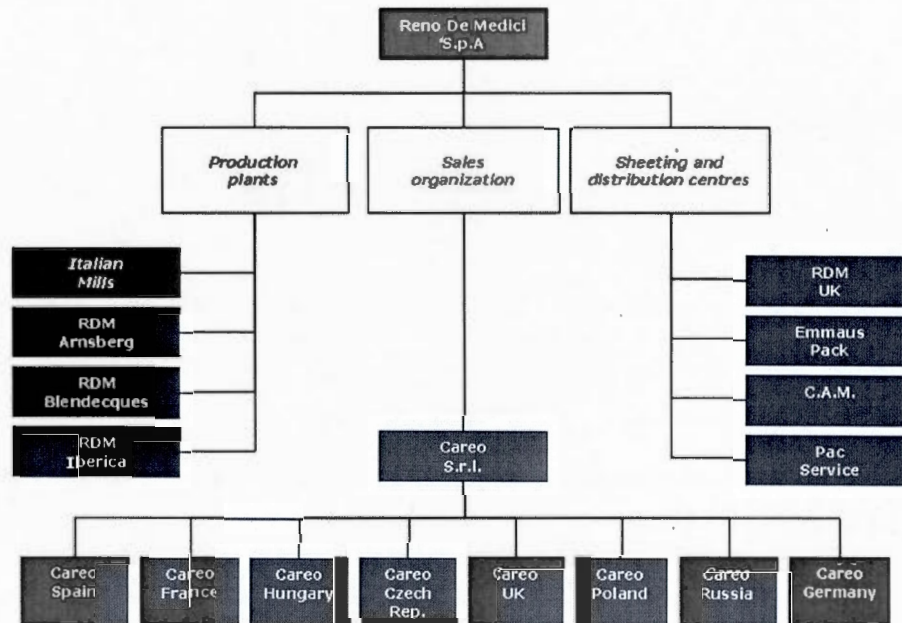 Reno De Medici
S.p.A
Production
plants
Sales
organization
Sheeting and
distribution centres
Italian
Mills
RDM
Arnsberg
RDM
Blendecques
RDM
Iberica
RDM
UK
Emmaus
Pack
C.A.M.
Pac
Service
Careo
S.r.l.
Careo
Spain
Careo
France
Careo
Hungary
Careo
Czech
Rep.
Careo
UK
Careo
Poland
Careo
Russia
Careo
Germany